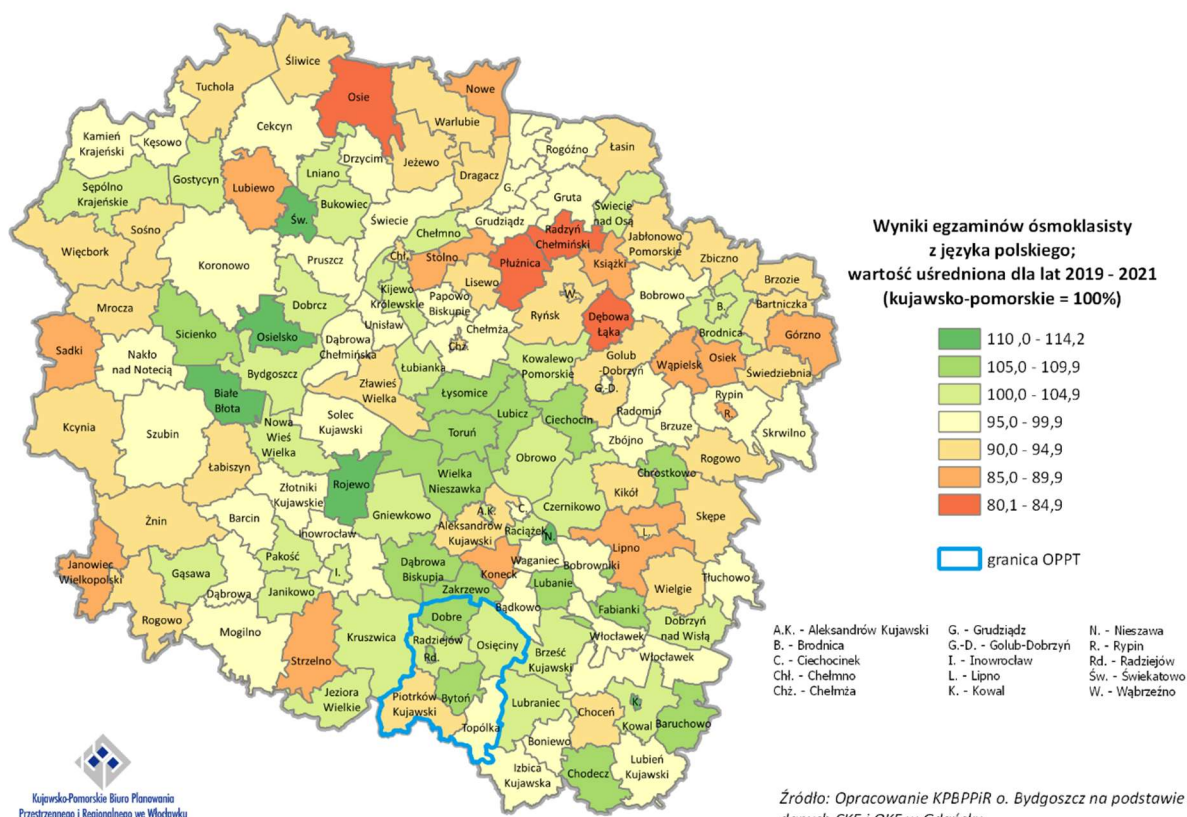 Śliwice
Tuchola
Osie
Nowe
Warlubie
Cekcyn
Kamień
Krajeński
Kęsowo
Rogóźno
Łasin
Drzycim
Jeżewo
Lniano
Gostycyn
Lubiewo
Dragacz
G.
Gruta
Sępólno
Krajeńskie
Św.
Bukowiec
Świecie
nad Osą
Świecie
Grudziądz
Sośno
Chełmno
Radzyń
Chełmiński
Jabłonowo
Pomorskie
Więcbork
Koronowo
Pruszcz
Chł.
Stolno
Płużnica
Książki
Zbiczno
Brzozie
Lisewo
Kijewo
Królewskie
Papowo
Biskupie
W.
Bobrowo
Bartniczka
Mrocza
Dobrcz
B.
Sicienko
Osielsko
Unisław
Ryńsk
Dębowa
Łąka
Brodnica
Górzno
Dąbrowa
Chełmińska
Chełmża
Chż.
Sadki
Nakło
nad Notecią
Bydgoszcz
Łubianka
Kowalewo
Pomorskie
Golub
-Dobrzyń
Wąpielsk
Osiek
Świedziebnia
Zławieś
Wielka
G.-D.
Białe
Błota
Łysomice
Rypin
R.
Radomin
Lubicz
Ciechocin
Brzuze
Kcynia
Szubin
Solec
Kujawski
Nowa
Wieś
Wielka
Toruń
Zbójno
Skrwilno
Obrowo
Rogowo
Łabiszyn
Chrostkowo
Rojewo
Wielka
Nieszawka
Złotniki
Kujawskie
Kikół
Czernikowo
Gniewkowo
A.K.
C.
Skępe
Żnin
Barcin
Inowrocław
Aleksandrów
Kujawski
Raciążek
N.
L.
Lipno
Janowiec
Wielkopolski
Pakość
Dąbrowa
Biskupia
Waganiec
Bobrowniki
Gąsawa
I.
Koneck
Tłuchowo
Dąbrowa
Janikowo
Zakrzewo
Lubanie
Wielgie
Bądkowo
Fabianki
Rogowo
Dobre
Dobrzyń
nad Wisłą
Mogilno
Strzelno
Kruszwica
Radziejów
Osięciny
Włocławek
Rd.
Brześć
Kujawski
Włocławek
Jeziora
Wielkie
Piotrków
Kujawski
Bytoń
Lubraniec
Choceń
K.
Kowal
Baruchowo
Topólka
Boniewo
Izbica
Kujawska
Chodecz
Lubień
Kujawski
Wyniki egzaminów ósmoklasisty
z języka polskiego;
wartość uśredniona dla lat 2019 - 2021
(kujawsko-pomorskie = 100%)
110 ,0 - 114,2
105,0 - 109,9
100,0 - 104,9
95,0 - 99,9
90,0 - 94,9
85,0 - 89,9
80,1 - 84,9
granica OPPT
A.K. - Aleksandrów Kujawski
B. - Brodnica
C. - Ciechocinek
Chł. - Chełmno
Chż. - Chełmża
G. - Grudziądz
G.-D. - Golub-Dobrzyń
I. - Inowrocław
L. - Lipno
K. - Kowal
N. - Nieszawa
R. - Rypin
Rd. - Radziejów
Św. - Świekatowo
W. - Wąbrzeźno
Kujawsko-Pomorskie Biuro Planowania
Przestrzennego i Regionalnego we Włocławku
Źródło: Opracowanie KPBPPiR o. Bydgoszcz na podstawie